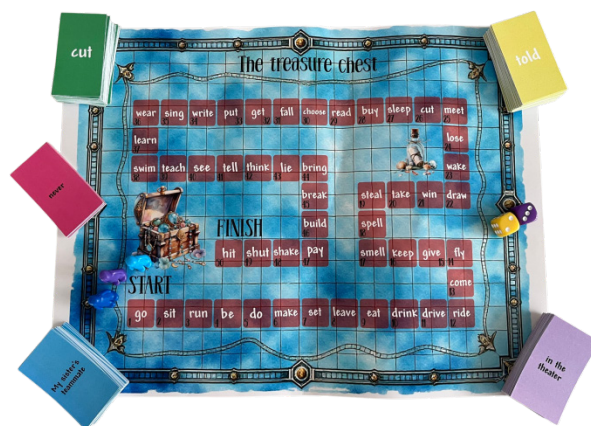 cut
told
The treasure chest
wear sing write put get fall choose read buy sleep cut meet
learn
lose
swim teach see tell think lie bring
wake
never
break
steal take win draw
build
spell
FINISH
hit shut shake pay
smell keep give fly
START
come
go sit run be do make set leave eat drink drive ride
My sister's
teammate
in the
theater